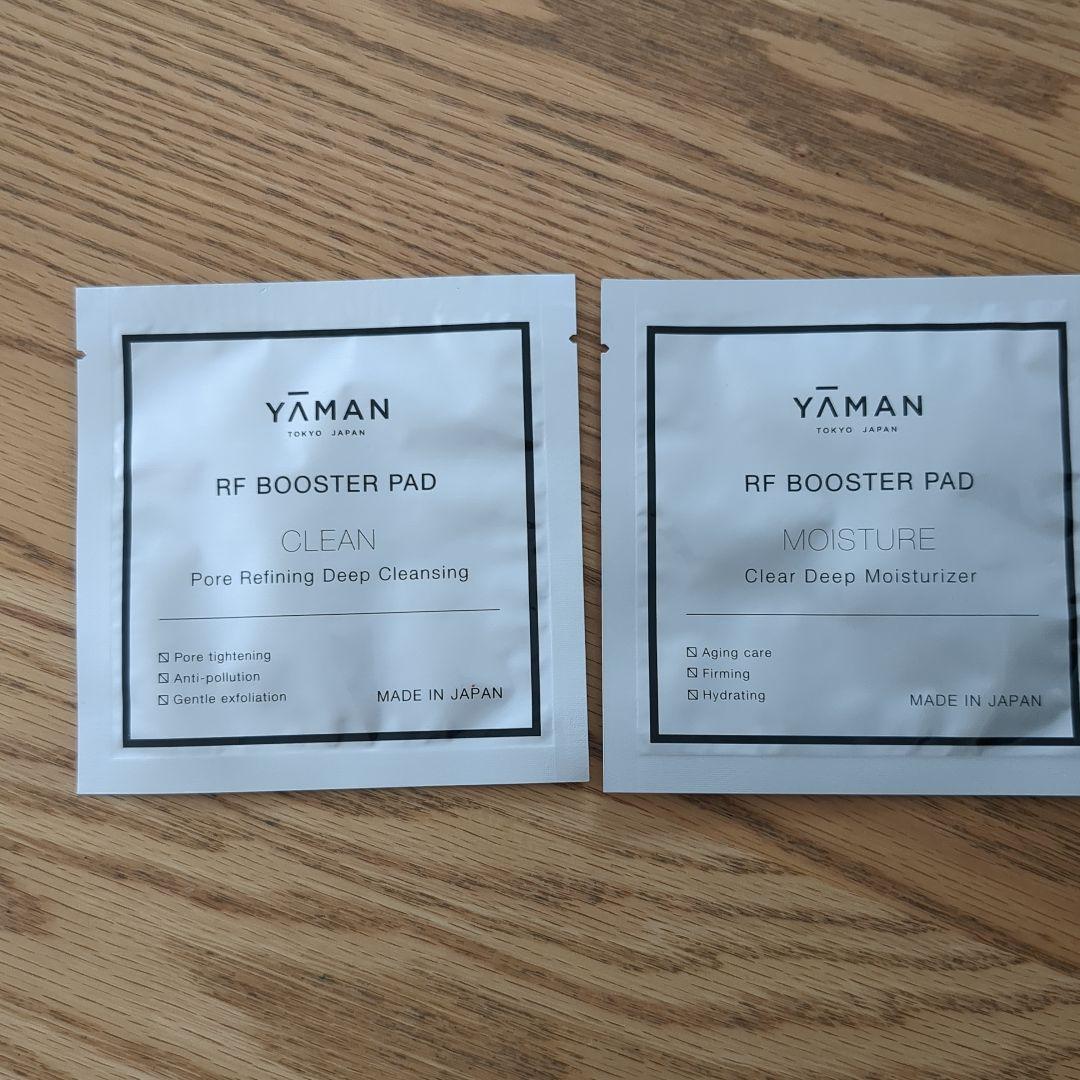 YĀMAN
TOKYO JAPAN
RF BOOSTER PAD
CLEAN
Pore Refining Deep Cleansing
Pore tightening
Anti-pollution
Gentle exfoliation
MADE IN JAPAN
YĀMAN
TOKYO JAPAN
RF BOOSTER PAD
MOISTURE
Clear Deep Moisturizer
Aging care
Firming
Hydrating
MADE IN JAPAN